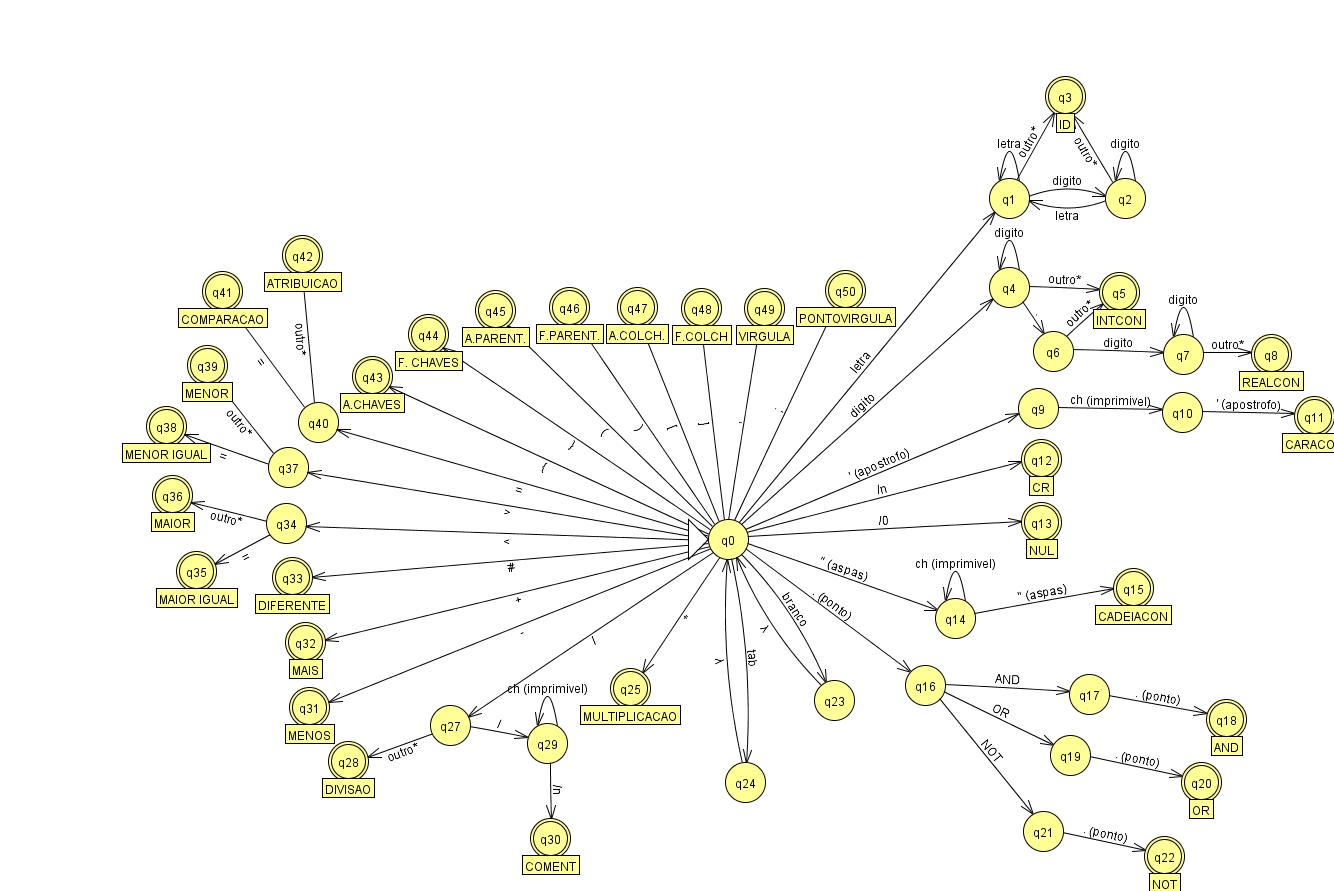 q3
ID
letra
outro*
outro*
digito
q1
digito
q2
letra
digito
q4
outro*
q5
INTCON
.
outro*
q6
digito
digito
q7
outro*
q8
REALCON
q42
ATRIBUICAO
q41
COMPARACAO
outro*
=
q39
MENOR
outro*
q38
MENOR IGUAL
=
q37
q40
q36
MAIOR
outro*
q34
q35
MAIOR IGUAL
=
q33
DIFERENTE
q32
MAIS
q31
MENOS
q43
A.CHAVES
q44
F. CHAVES
q45
A.PARENT.
q46
F.PARENT.
q47
A.COLCH.
q48
F.COLCH
q49
VIRGULA
q50
PONTOVIRGULA
{
}
(
)
[
]
,
;
=
>
<
#
+
-
/
*
q0
letra
digito
' (apostrofo)
q9
ch (imprimivel)
q10
' (apostrofo)
q11
CARACO
/n
q12
CR
/0
q13
NUL
" (aspas)
ch (imprimivel)
q14
" (aspas)
q15
CADEIACON
. (ponto)
q16
AND
q17
. (ponto)
q18
AND
OR
q19
. (ponto)
q20
OR
NOT
q21
. (ponto)
q22
NOT
branco
λ
q23
tab
λ
q24
q25
MULTIPLICACAO
q27
outro*
q28
DIVISAO
/
ch (imprimivel)
q29
/n
q30
COMENT